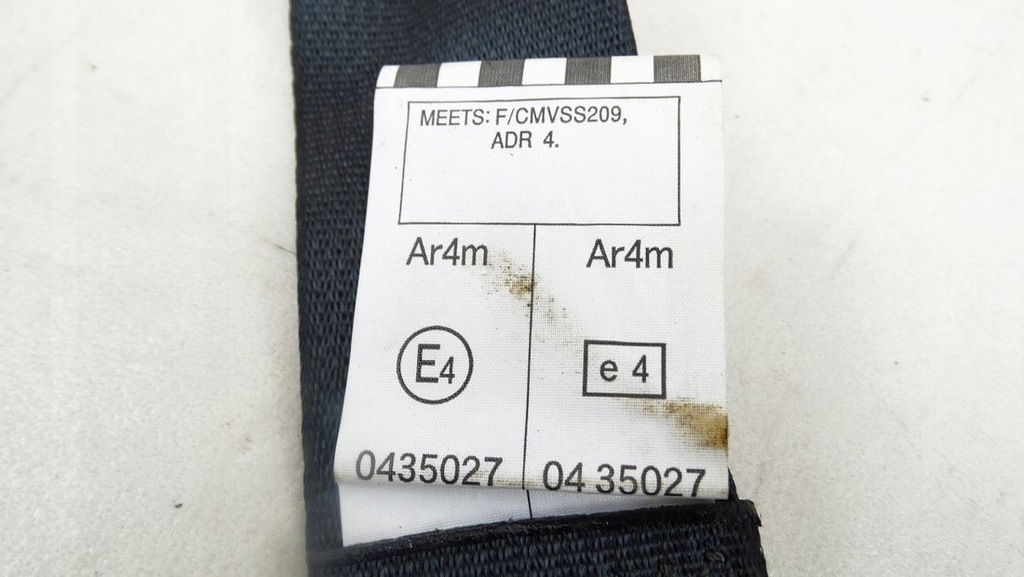 MEETS: F/CMVSS209,
ADR 4.
Ar4m
Ar4m
E4
e 4
0435027
04 35027